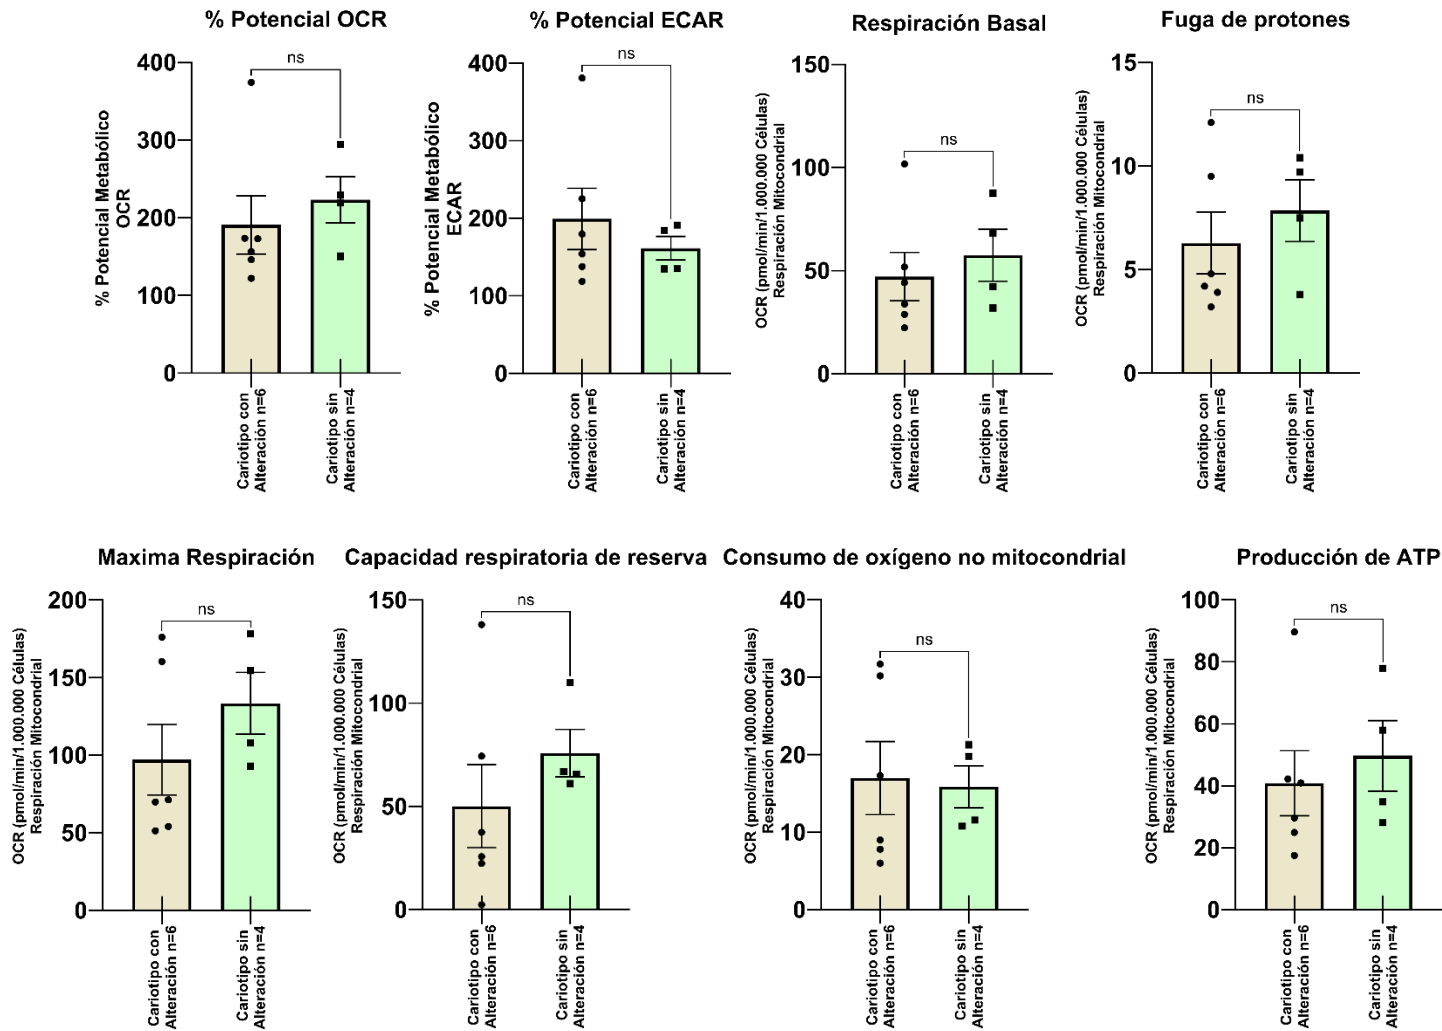 % Potencial OCR
% Potencial Metabólico
OCR
400
300
200
100
0
ns
Cariotipo con
Alteración n=6
Cariotipo sin
Alteración n=4
% Potencial ECAR
% Potencial Metabólico
ECAR
400
300
200
100
0
ns
Cariotipo con
Alteración n=6
Cariotipo sin
Alteración n=4
Respiración Basal
OCR (pmol/min/1.000.000 Células)
Respiración Mitocondrial
150
100
50
0
ns
Cariotipo con
Alteración n=6
Cariotipo sin
Alteración n=4
Fuga de protones
OCR (pmol/min/1.000.000 Células)
Respiración Mitocondrial
15
10
5
0
ns
Cariotipo con
Alteración n=6
Cariotipo sin
Alteración n=4
Maxima Respiración
OCR (pmol/min/1.000.000 Células)
Respiración Mitocondrial
200
150
100
50
0
ns
Cariotipo con
Alteración n=6
Cariotipo sin
Alteración n=4
Capacidad respiratoria de reserva
OCR (pmol/min/1.000.000 Células)
Respiración Mitocondrial
150
100
50
0
ns
Cariotipo con
Alteración n=6
Cariotipo sin
Alteración n=4
Consumo de oxígeno no mitocondrial
OCR (pmol/min/1.000.000 Células)
Respiración Mitocondrial
40
30
20
10
0
ns
Cariotipo con
Alteración n=6
Cariotipo sin
Alteración n=4
Producción de ATP
OCR (pmol/min/1.000.000 Células)
Respiración Mitocondrial
100
80
60
40
20
0
ns
Cariotipo con
Alteración n=6
Cariotipo sin
Alteración n=4